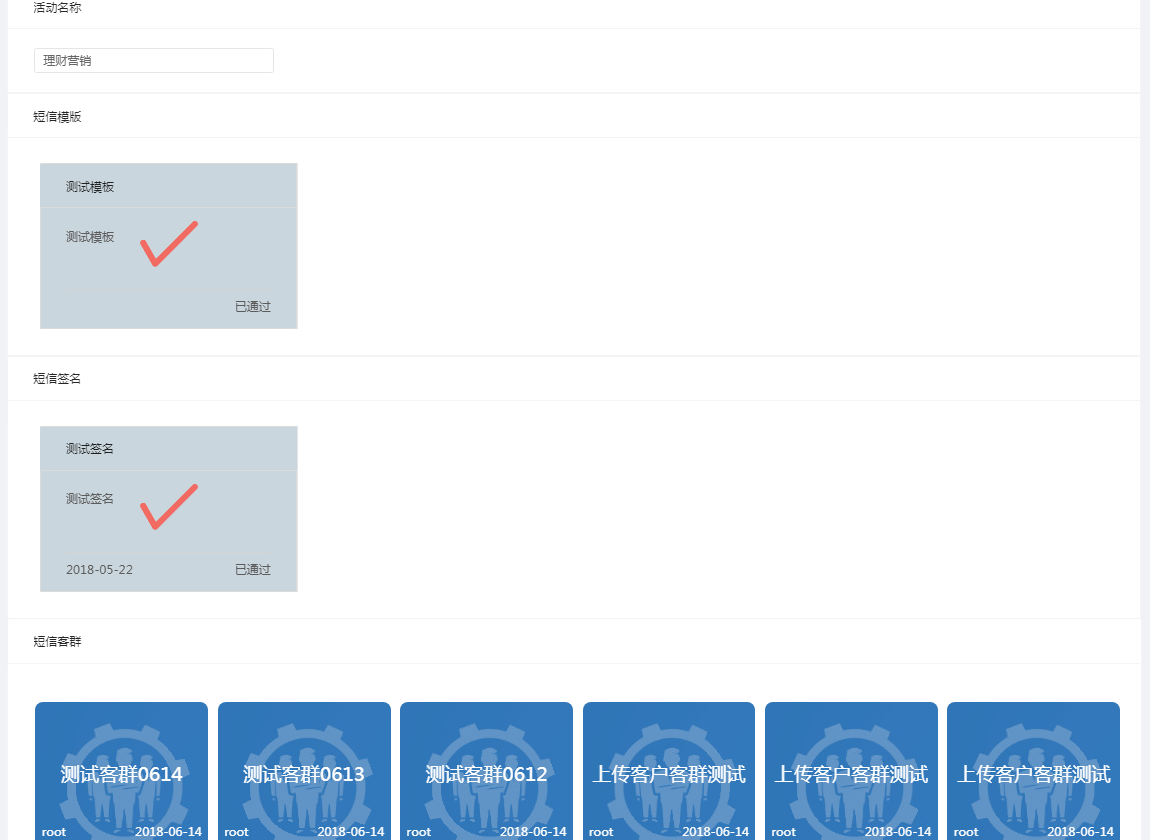 活动名称
理财营销
短信模版
测试模板
测试模板
已通过
短信签名
测试签名
测试签名
2018-05-22 已通过
短信客群
测试客群0614 测试客群0613 测试客群0612 上传客户客群测试 上传客户客群测试 上传客户客群测试
root 2018-06-14 root 2018-06-14 root 2018-06-14 root 2018-06-14 root 2018-06-14 root 2018-06-14